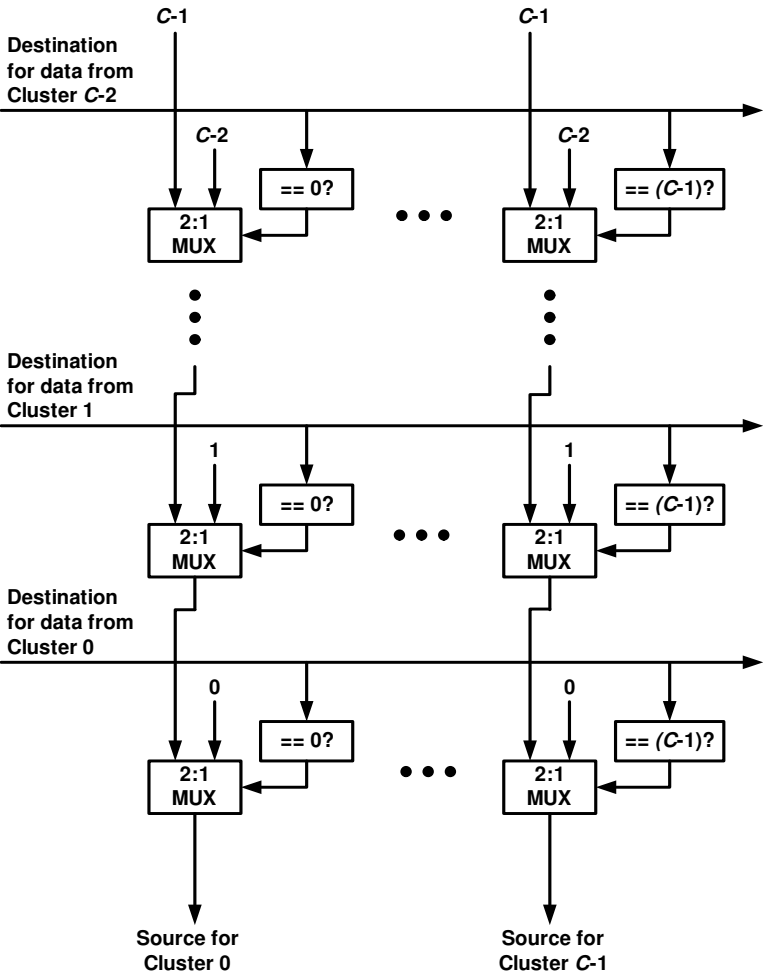 C-1
C-1
Destination
for data from
Cluster C-2
C-2
C-2
== 0?
== (C-1)?
2:1
MUX
2:1
MUX
Destination
for data from
Cluster 1
1
1
== 0?
== (C-1)?
2:1
MUX
2:1
MUX
Destination
for data from
Cluster 0
0
0
== 0?
== (C-1)?
2:1
MUX
2:1
MUX
Source for
Cluster 0
Source for
Cluster C-1